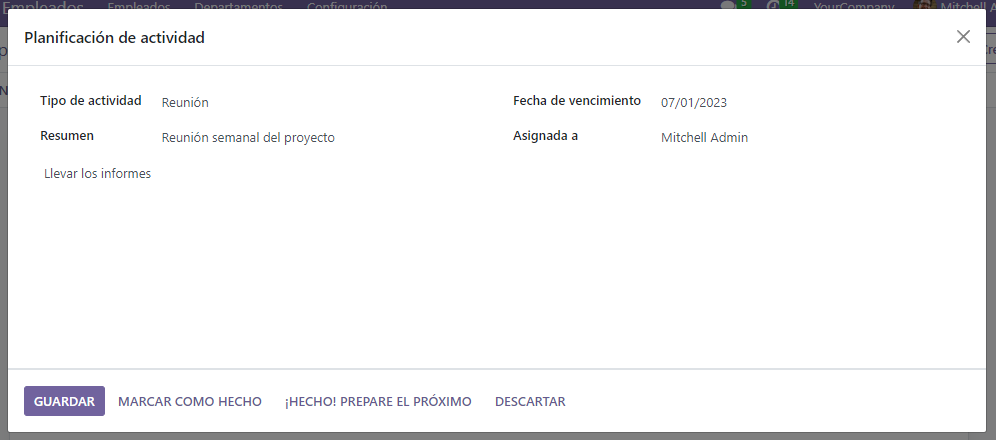 Empleados Empleados Departamentos Configuración 5 14 YourCompany Mitchell A
Planificación de actividad
Tipo de actividad Reunión Fecha de vencimiento 07/01/2023
Resumen Reunión semanal del proyecto Asignada a Mitchell Admin
Llevar los informes
GUARDAR MARCAR COMO HECHO ¡HECHO! PREPARE EL PRÓXIMO DESCARTAR